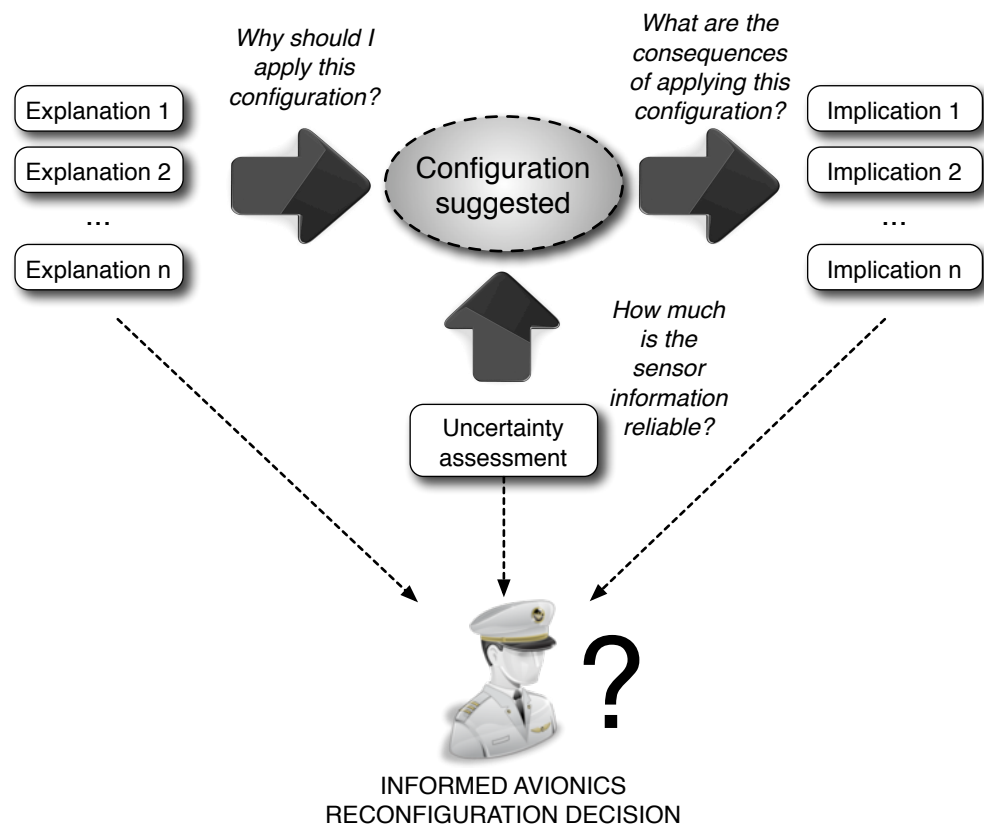 Why should I
apply this
configuration?
What are the
consequences
of applying this
configuration?
Explanation 1
Explanation 2
...
Explanation n
Configuration
suggested
Implication 1
Implication 2
...
Implication n
How much
is the
sensor
information
reliable?
Uncertainty
assessment
?
INFORMED AVIONICS
RECONFIGURATION DECISION